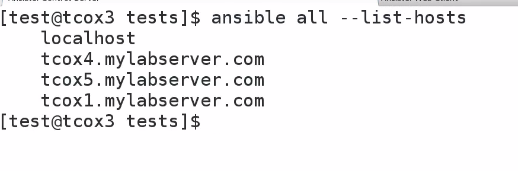 [test@tcox3 tests]$ ansible all --list-hosts
localhost
tcox4.mylabserver.com
tcox5.mylabserver.com
tcox1.mylabserver.com
[test@tcox3 tests]$